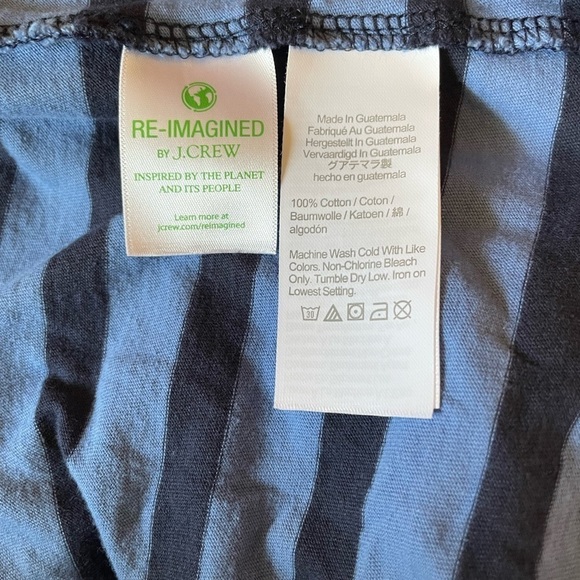 RE-IMAGINED
BY J.CREW
INSPIRED BY THE PLANET
AND ITS PEOPLE
Learn more at
jcrew.com/reimagined
Made In Guatemala
Fabriqué Au Guatemala
Hergestellt In Guatemala
Vervaardigd In Guatemala
グアテマラ製
hecho en guatemala
100% Cotton / Coton /
Baumwolle / Katoen / 綿 /
algodón
Machine Wash Cold With Like
Colors. Non-Chlorine Bleach
Only. Tumble Dry Low. Iron on
Lowest Setting.
30